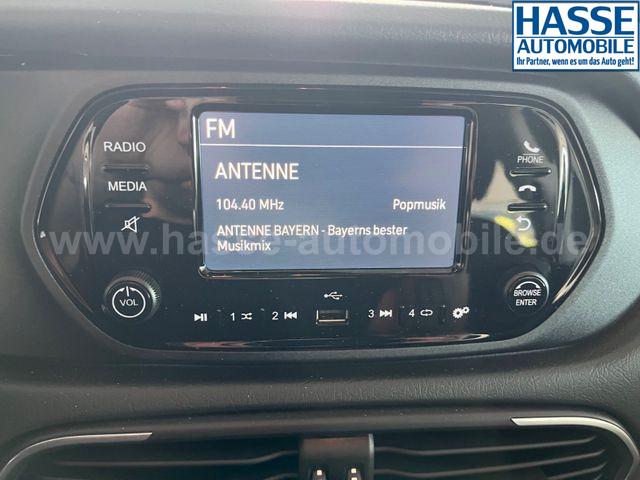 HASSE
AUTOMOBILE
Ihr Partner, wenn es um das Auto geht!
FM
RADIO
ANTENNE
PHONE
MEDIA
104.40 MHz Popmusik
ANTENNE BAYERN - Bayerns bester
Musikmix
www.hasse-automobile.de
VOL
1 2 3 4
BROWSE
ENTER